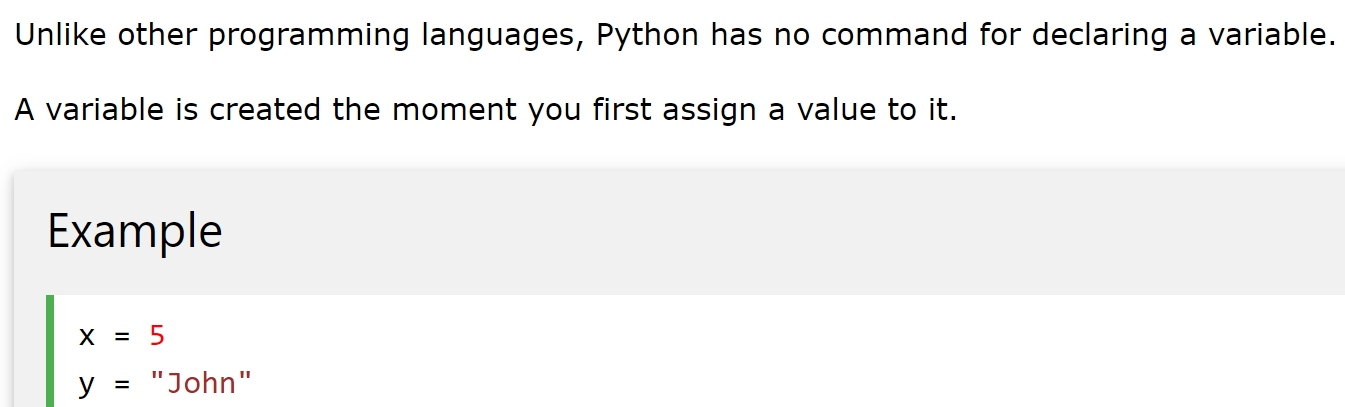 Unlike other programming languages, Python has no command for declaring a variable.
A variable is created the moment you first assign a value to it.
Example
x = 5
y = "John"